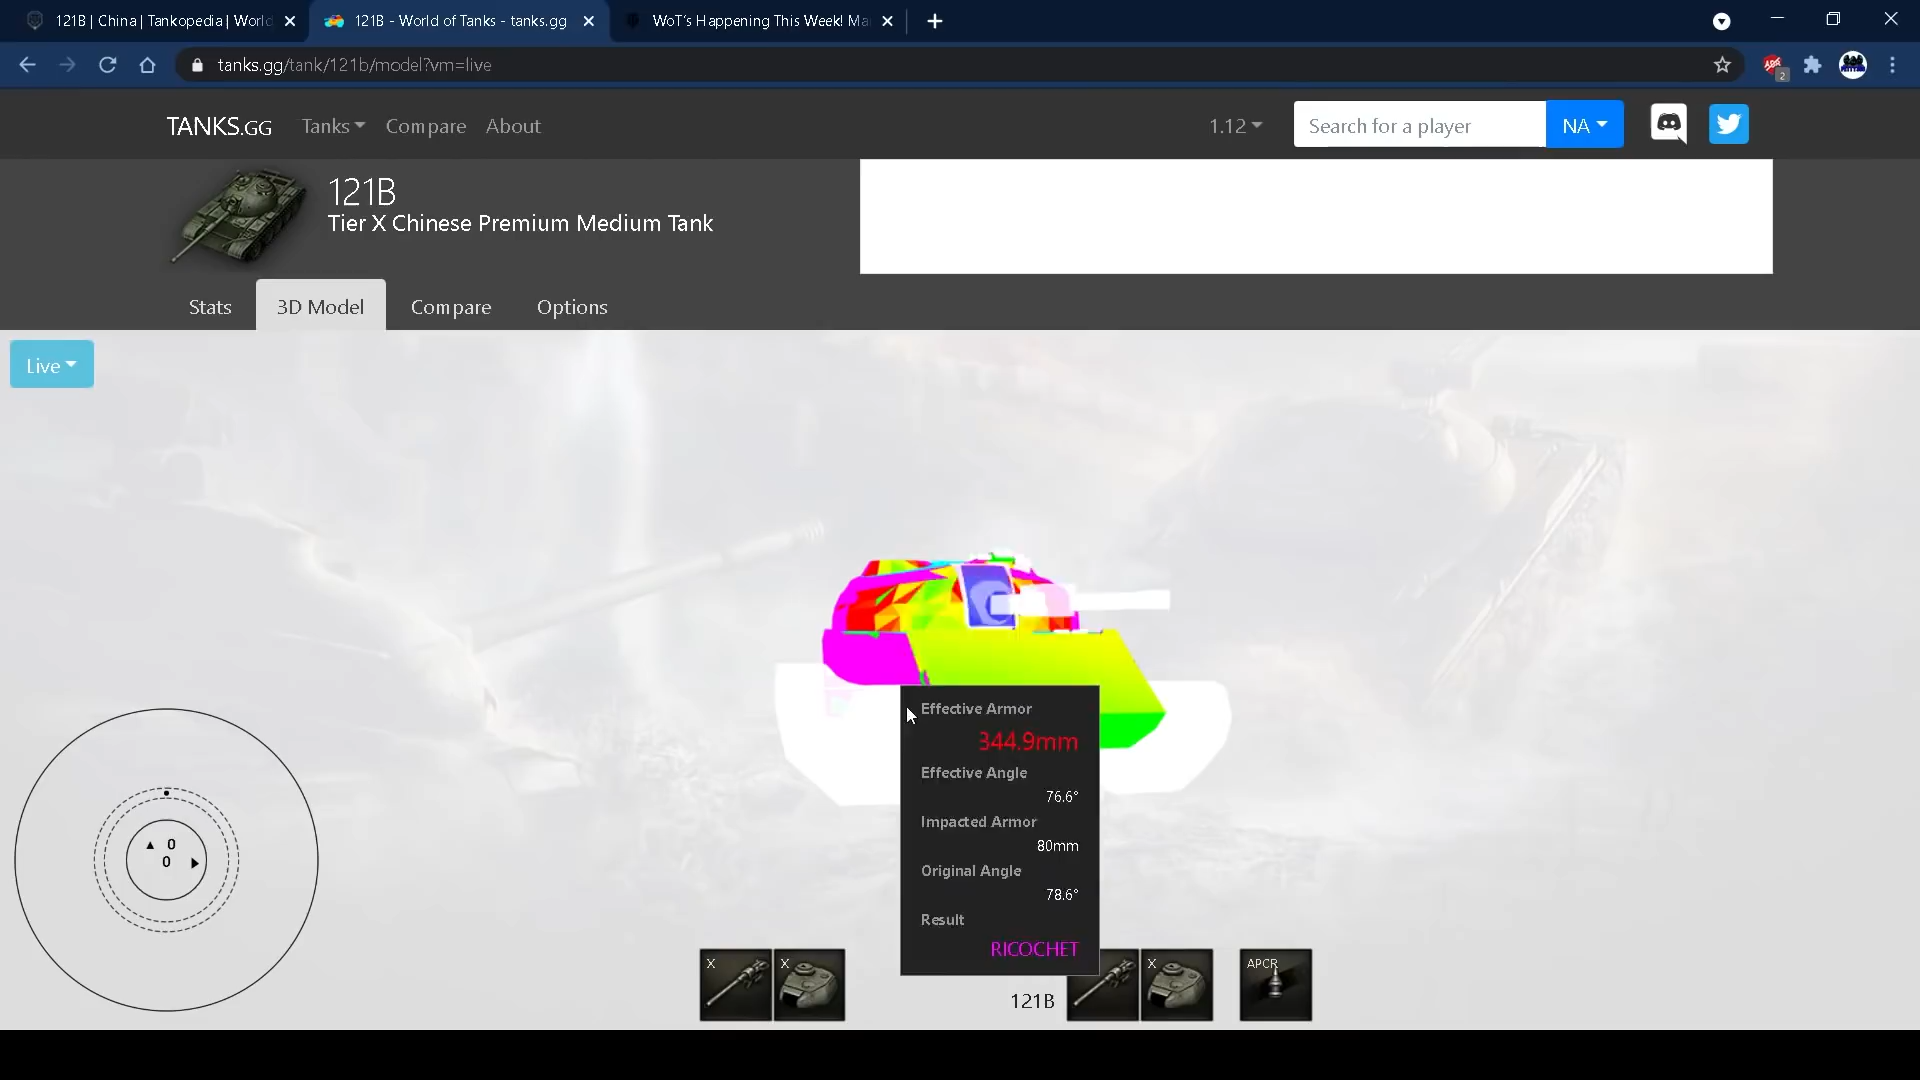 121B | China | Tankopedia | World
121B - World of Tanks - tanks.gg
WoT's Happening This Week! Ma
tanks.gg/tank/121b/model?vm=live
2
TANKS.GG
Tanks
Compare
About
1.12
Search for a player
NA
121B
Tier X Chinese Premium Medium Tank
Stats
3D Model
Compare
Options
Live
Effective Armor
344.9mm
Effective Angle
76.6°
Impacted Armor
80mm
Original Angle
78.6°
Result
RICOCHET
0
0
X
X
121B
X
APCR